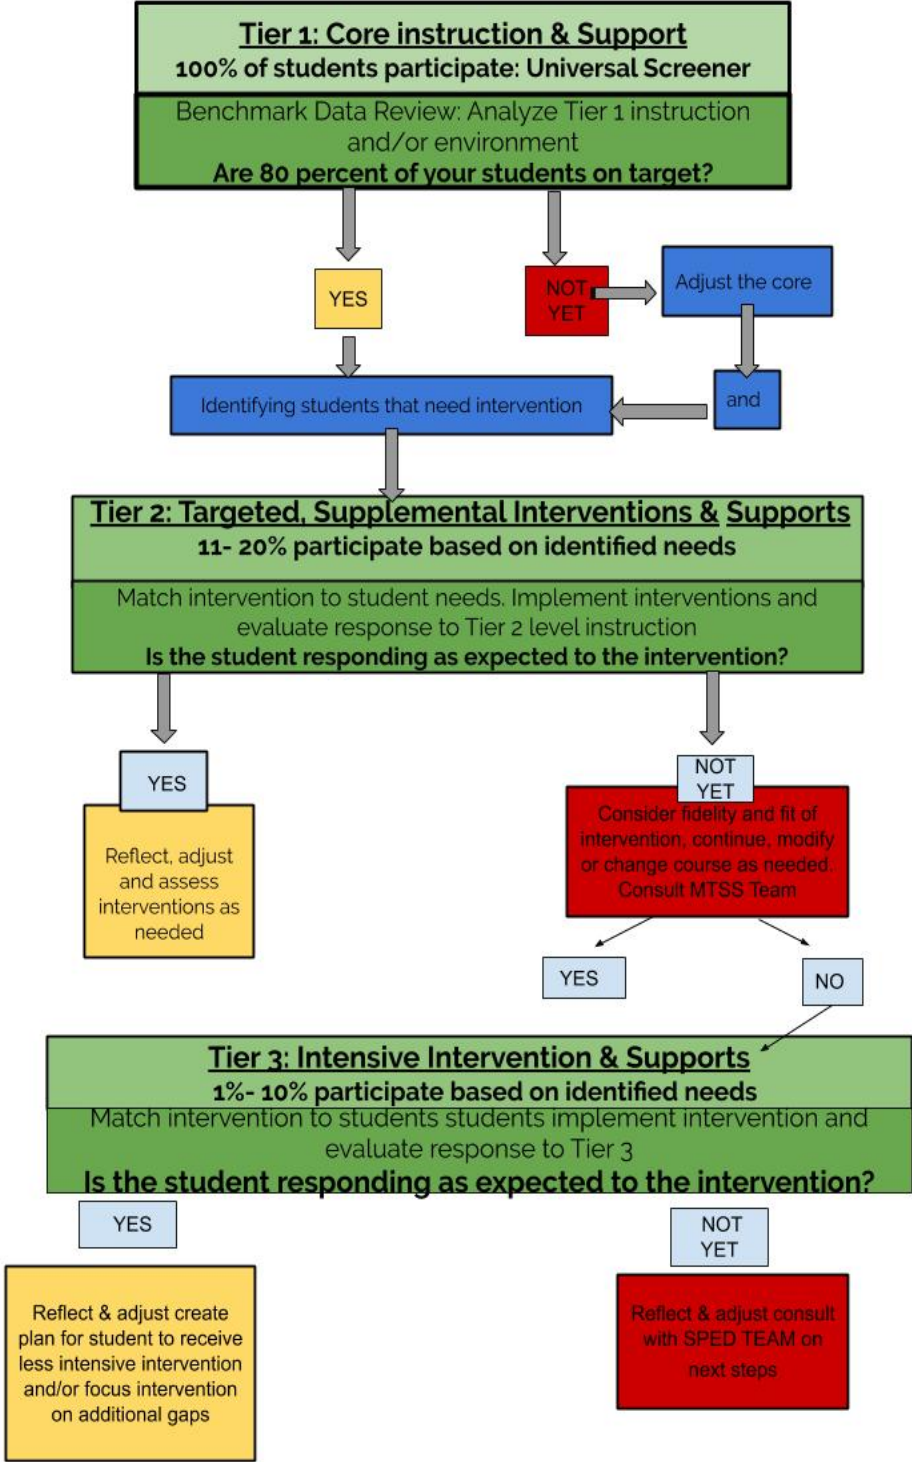 Tier 1: Core instruction & Support
100% of students participate: Universal Screener
Benchmark Data Review: Analyze Tier 1 instruction
and/or environment
Are 80 percent of your students on target?
YES
NOT
YET
Adjust the core
Identifying students that need intervention
and
Tier 2: Targeted, Supplemental Interventions & Supports
11- 20% participate based on identified needs
Match intervention to student needs. Implement interventions and
evaluate response to Tier 2 level instruction
Is the student responding as expected to the intervention?
YES
Reflect, adjust
and assess
interventions as
needed
NOT
YET
Consider fidelity and fit of
intervention, continue, modify
or change course as needed.
Consult MTSS Team
YES
NO
Tier 3: Intensive Intervention & Supports
1%- 10% participate based on identified needs
Match intervention to students students implement intervention and
evaluate response to Tier 3
Is the student responding as expected to the intervention?
YES
Reflect & adjust create
plan for student to receive
less intensive intervention
and/or focus intervention
on additional gaps
NOT
YET
Reflect & adjust consult
with SPED TEAM on
next steps